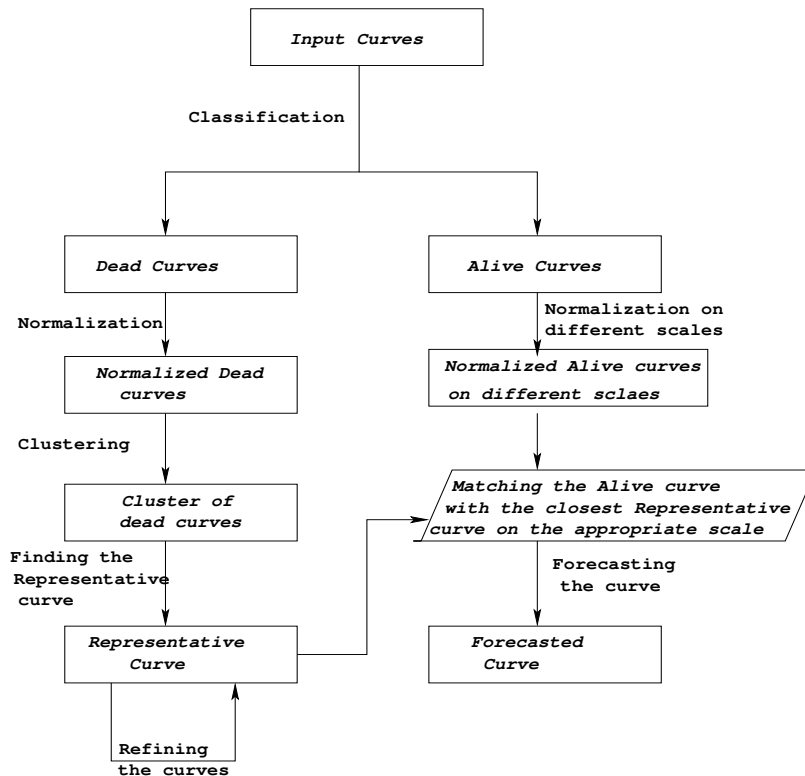 Input Curves
Classification
Dead Curves
Alive Curves
Normalization
Normalization on
different scales
Normalized Dead
curves
Normalized Alive curves
on different sclaes
Clustering
Cluster of
dead curves
Matching the Alive curve
with the closest Representative
curve on the appropriate scale
Finding the
Representative
curve
Forecasting
the curve
Representative
Curve
Forecasted
Curve
Refining
the curves